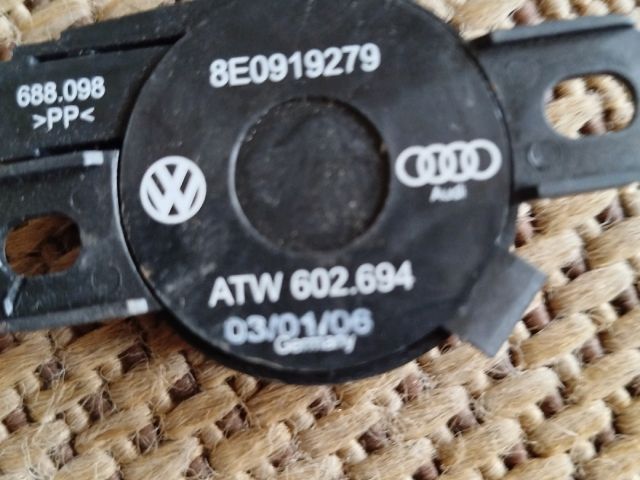 8E0919279
688.098
>PP<
Audi
ATW 602.694
03/01/06
Germany